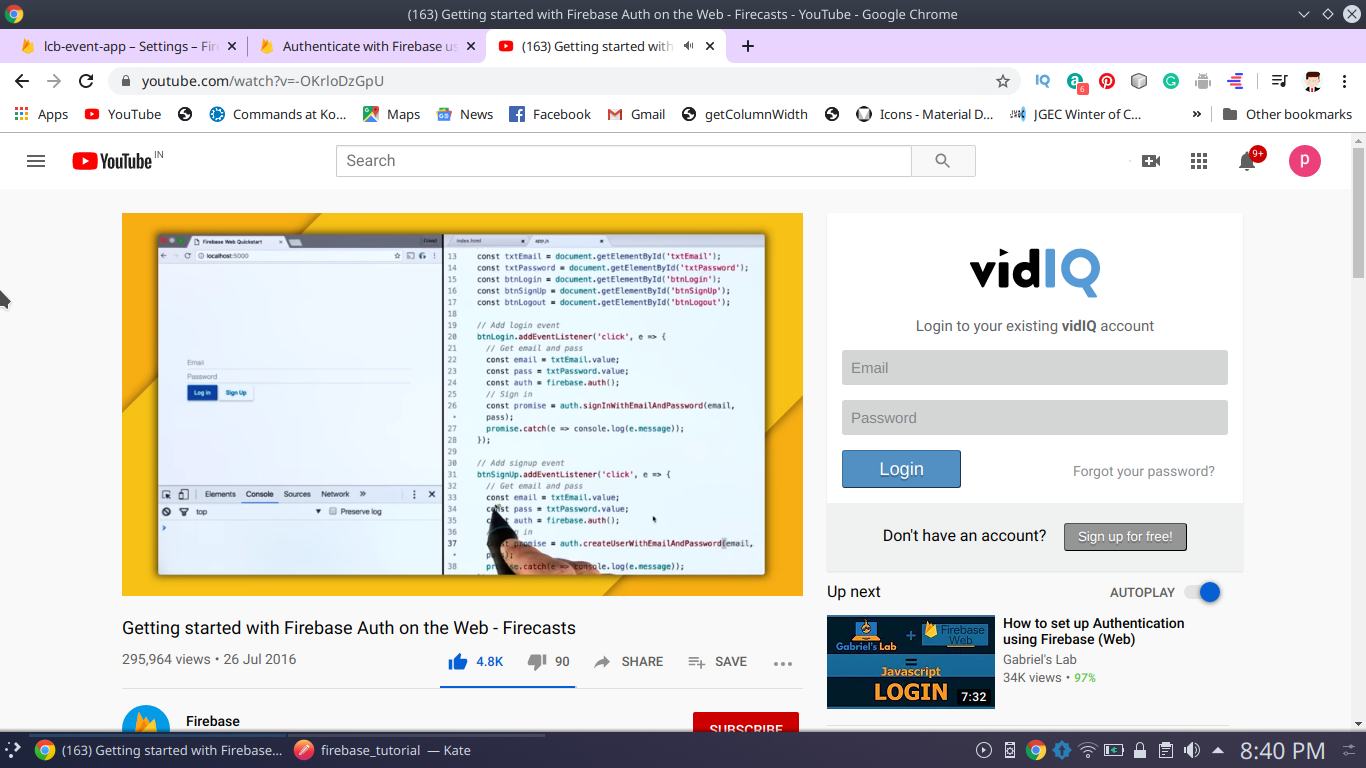 (163) Getting started with Firebase Auth on the Web - Firecasts - YouTube - Google Chrome
lcb-event-app – Settings – Fir
Authenticate with Firebase us
(163) Getting started with
youtube.com/watch?v=-OKrloDzGpU
IQ
6
Apps
YouTube
Commands at Ko...
Maps
News
Facebook
Gmail
getColumnWidth
Icons - Material D...
JGEC Winter of C...
»
Other bookmarks
YouTube IN
Search
9+
p
Firebase Web Quickstart
localhost:5000
Email
Password
Log in
Sign Up
Elements Console Sources Network »
top
Preserve log
index.html
app.js
13 const txtEmail = document.getElementById('txtEmail');
14 const txtPassword = document.getElementById('txtPassword');
15 const btnLogin = document.getElementById('btnLogin');
16 const btnSignUp = document.getElementById('btnSignUp');
17 const btnLogout = document.getElementById('btnLogout');
18
19 // Add login event
20 btnLogin.addEventListener('click', e => {
21 // Get email and pass
22 const email = txtEmail.value;
23 const pass = txtPassword.value;
24 const auth = firebase.auth();
25 // Sign in
26 const promise = auth.signInWithEmailAndPassword(email,
pass);
27 promise.catch(e => console.log(e.message));
28 });
29
30 // Add signup event
31 btnSignUp.addEventListener('click', e => {
32 // Get email and pass
33 const email = txtEmail.value;
34 const pass = txtPassword.value;
35 auth = firebase.auth();
36 in
37 promise = auth.createUserWithEmailAndPassword(email,
38 console.log(e.message));
vidIQ
Login to your existing vidIQ account
Email
Password
Login
Forgot your password?
Don't have an account?
Sign up for free!
Up next
AUTOPLAY
Gabriel's Lab
+
Firebase Web
=
Javascript
LOGIN
7:32
How to set up Authentication
using Firebase (Web)
Gabriel's Lab
34K views • 97%
Getting started with Firebase Auth on the Web - Firecasts
295,964 views • 26 Jul 2016
4.8K
90
SHARE
SAVE
Firebase
SUBSCRIBE
(163) Getting started with Firebase...
firebase_tutorial — Kate
8:40 PM